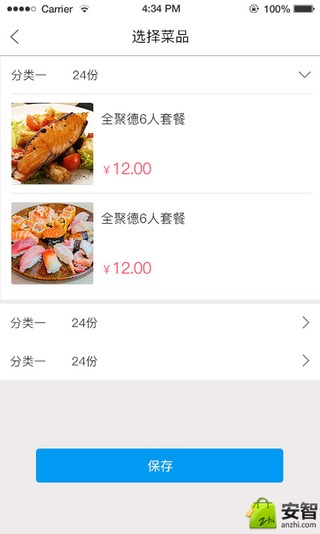 Carrier 4:34 PM 100%
选择菜品
分类一 24份
全聚德6人套餐
￥12.00
全聚德6人套餐
￥12.00
分类一 24份
分类一 24份
保存
zhi 安智
anzhi.com